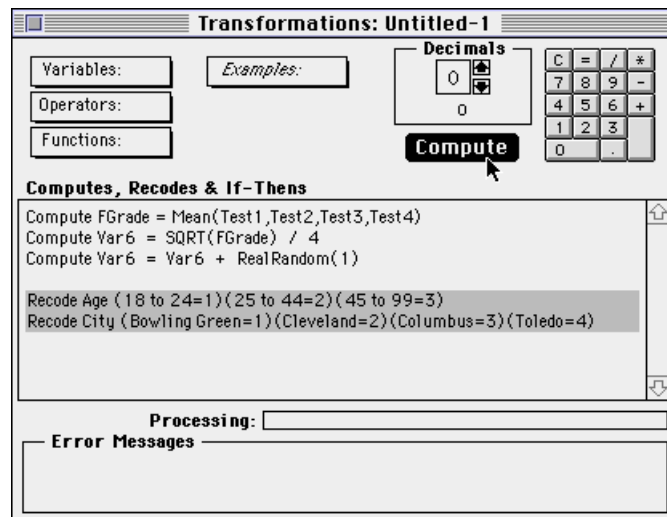 Transformations: Untitled-1
Variables:
Operators:
Functions:
Examples:
Decimals
0
0
Compute
C = / *
7 8 9 -
4 5 6 +
1 2 3
0 .
Computes, Recodes & If-Thens
Compute FGrade = Mean(Test1,Test2,Test3,Test4)
Compute Var6 = SQRT(FGrade) / 4
Compute Var6 = Var6 + RealRandom(1)
Recode Age (18 to 24=1)(25 to 44=2)(45 to 99=3)
Recode City (Bowling Green=1)(Cleveland=2)(Columbus=3)(Toledo=4)
Processing:
Error Messages